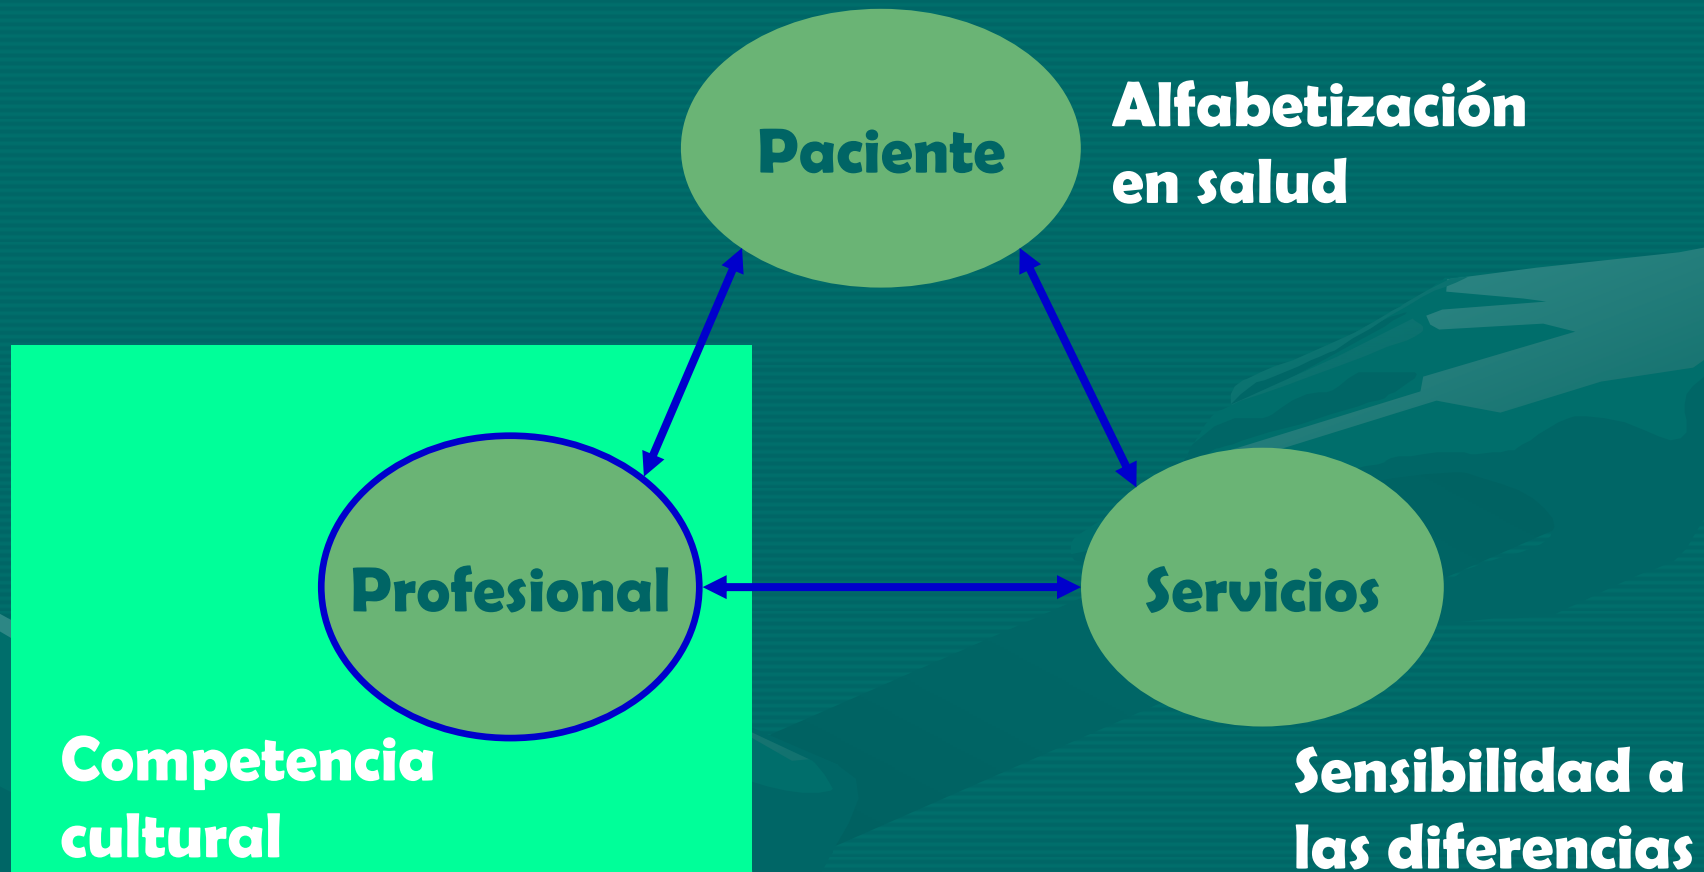 Paciente
Alfabetización
en salud
Profesional
Servicios
Competencia
cultural
Sensibilidad a
las diferencias